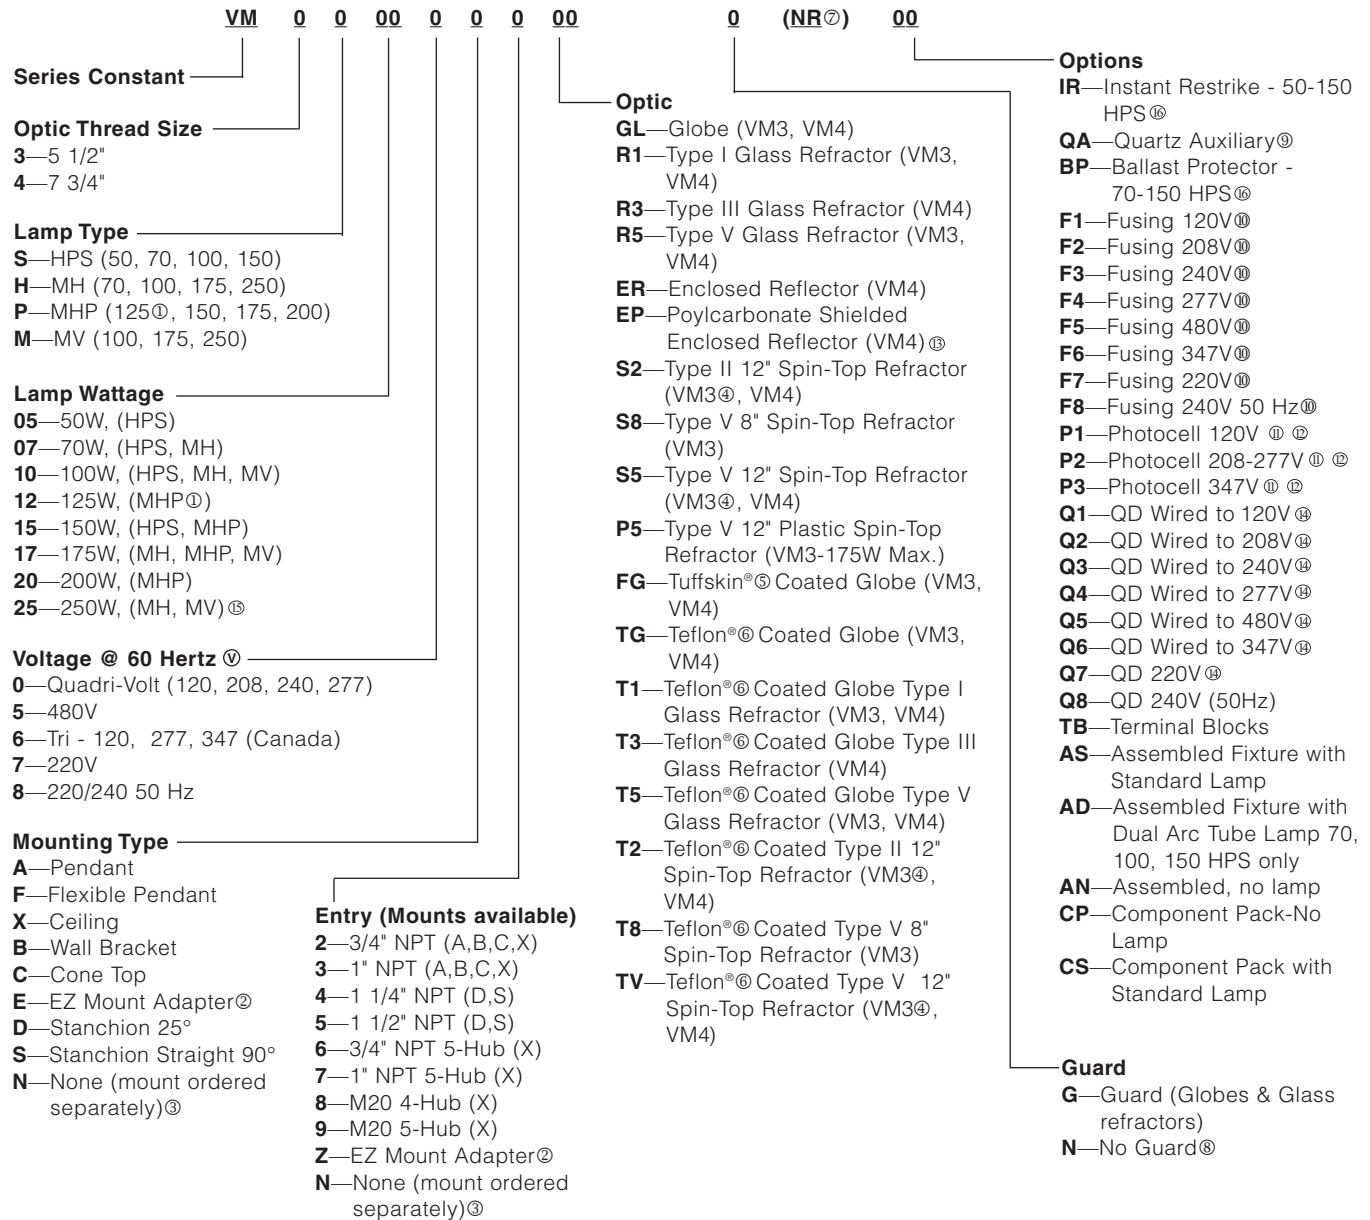 VM 0 0 00 0 0 0 00 0 (NR⑦) 00
Series Constant
Optic Thread Size
3—5 1/2"
4—7 3/4"
Lamp Type
S—HPS (50, 70, 100, 150)
H—MH (70, 100, 175, 250)
P—MHP (125①, 150, 175, 200)
M—MV (100, 175, 250)
Lamp Wattage
05—50W, (HPS)
07—70W, (HPS, MH)
10—100W, (HPS, MH, MV)
12—125W, (MHP①)
15—150W, (HPS, MHP)
17—175W, (MH, MHP, MV)
20—200W, (MHP)
25—250W, (MH, MV)⑮
Voltage @ 60 Hertz Ⓥ
0—Quadri-Volt (120, 208, 240, 277)
5—480V
6—Tri - 120, 277, 347 (Canada)
7—220V
8—220/240 50 Hz
Mounting Type
A—Pendant
F—Flexible Pendant
X—Ceiling
B—Wall Bracket
C—Cone Top
E—EZ Mount Adapter②
D—Stanchion 25°
S—Stanchion Straight 90°
N—None (mount ordered
separately)③
Entry (Mounts available)
2—3/4" NPT (A,B,C,X)
3—1" NPT (A,B,C,X)
4—1 1/4" NPT (D,S)
5—1 1/2" NPT (D,S)
6—3/4" NPT 5-Hub (X)
7—1" NPT 5-Hub (X)
8—M20 4-Hub (X)
9—M20 5-Hub (X)
Z—EZ Mount Adapter②
N—None (mount ordered
separately)③
Optic
GL—Globe (VM3, VM4)
R1—Type I Glass Refractor (VM3,
VM4)
R3—Type III Glass Refractor (VM4)
R5—Type V Glass Refractor (VM3,
VM4)
ER—Enclosed Reflector (VM4)
EP—Poylcarbonate Shielded
Enclosed Reflector (VM4)⑬
S2—Type II 12" Spin-Top Refractor
(VM3④, VM4)
S8—Type V 8" Spin-Top Refractor
(VM3)
S5—Type V 12" Spin-Top Refractor
(VM3④, VM4)
P5—Type V 12" Plastic Spin-Top
Refractor (VM3-175W Max.)
FG—Tuffskin®⑤ Coated Globe (VM3,
VM4)
TG—Teflon®⑥ Coated Globe (VM3,
VM4)
T1—Teflon®⑥ Coated Globe Type I
Glass Refractor (VM3, VM4)
T3—Teflon®⑥ Coated Globe Type III
Glass Refractor (VM4)
T5—Teflon®⑥ Coated Globe Type V
Glass Refractor (VM3, VM4)
T2—Teflon®⑥ Coated Type II 12"
Spin-Top Refractor (VM3④,
VM4)
T8—Teflon®⑥ Coated Type V 8"
Spin-Top Refractor (VM3)
TV—Teflon®⑥ Coated Type V 12"
Spin-Top Refractor (VM3④,
VM4)
Options
IR—Instant Restrike - 50-150
HPS⑯
QA—Quartz Auxiliary⑨
BP—Ballast Protector -
70-150 HPS⑯
F1—Fusing 120V⑩
F2—Fusing 208V⑩
F3—Fusing 240V⑩
F4—Fusing 277V⑩
F5—Fusing 480V⑩
F6—Fusing 347V⑩
F7—Fusing 220V⑩
F8—Fusing 240V 50 Hz⑩
P1—Photocell 120V ⑪ ⑫
P2—Photocell 208-277V ⑪ ⑫
P3—Photocell 347V ⑪ ⑫
Q1—QD Wired to 120V⑭
Q2—QD Wired to 208V⑭
Q3—QD Wired to 240V⑭
Q4—QD Wired to 277V⑭
Q5—QD Wired to 480V⑭
Q6—QD Wired to 347V⑭
Q7—QD 220V⑭
Q8—QD 240V (50Hz)
TB—Terminal Blocks
AS—Assembled Fixture with
Standard Lamp
AD—Assembled Fixture with
Dual Arc Tube Lamp 70,
100, 150 HPS only
AN—Assembled, no lamp
CP—Component Pack-No
Lamp
CS—Component Pack with
Standard Lamp
Guard
G—Guard (Globes & Glass
refractors)
N—No Guard⑧